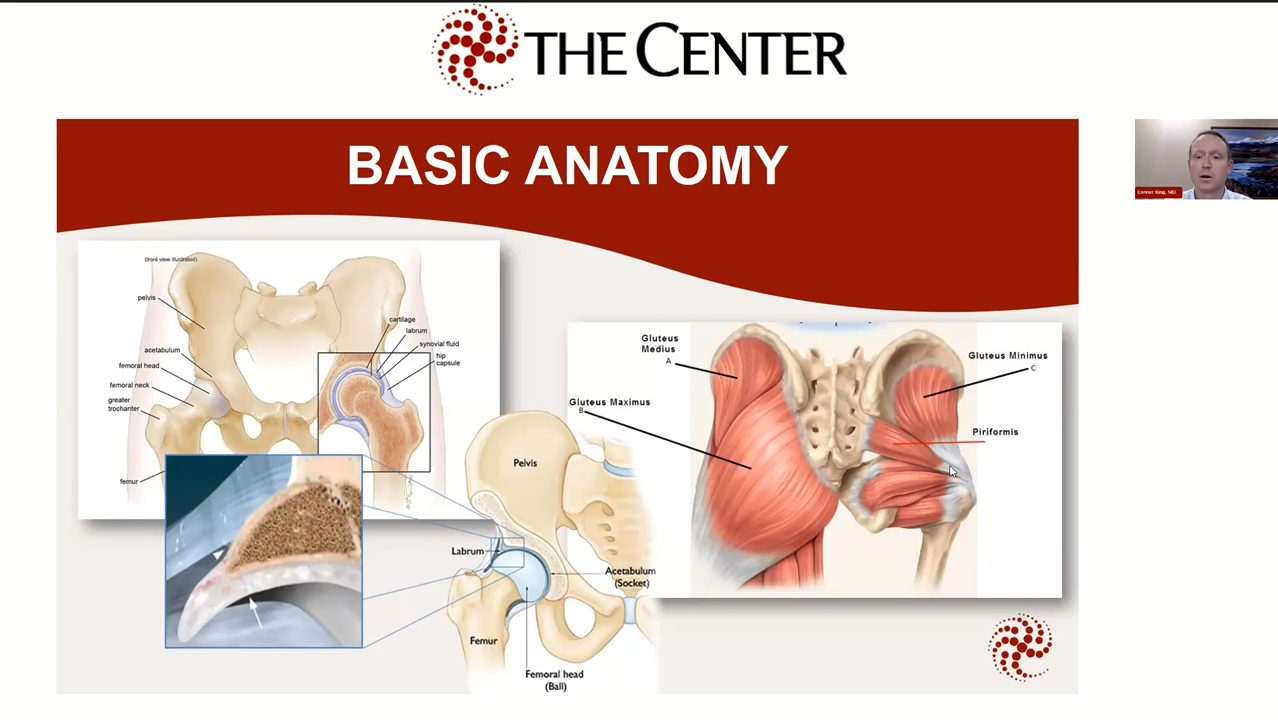 THE CENTER
BASIC ANATOMY
Conner King, MD
(front view illustrated)
pelvis
acetabulum
femoral head
femoral neck
greater
trochanter
femur
cartilage
labrum
synovial fluid
hip
capsule
Pelvis
Labrum
Acetabulum
(Socket)
Femur
Femoral head
(Ball)
Gluteus
Medius
A
Gluteus Maximus
B
Gluteus Minimus
C
Piriformis